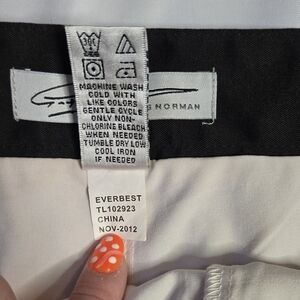 30C
MACHINE WASH
COLD WITH
LIKE COLORS
GENTLE CYCLE
ONLY NON-
CHLORINE BLEACH
WHEN NEEDED
TUMBLE DRY LOW
COOL IRON
IF NEEDED
NORMAN
EVERBEST
TL102923
CHINA
NOV-2012